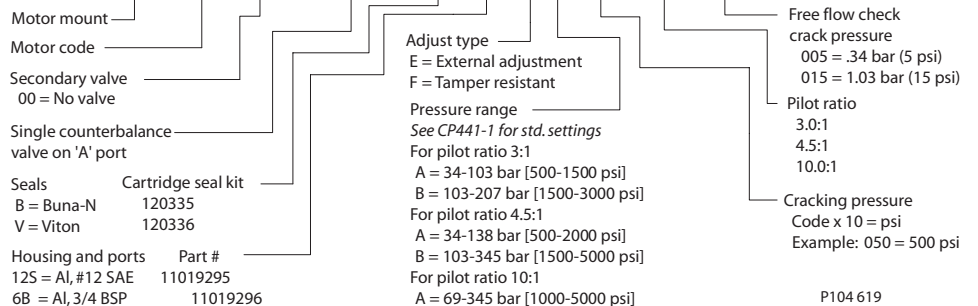 Motor mount
Motor code
Secondary valve
00 = No valve
Single counterbalance
valve on 'A' port
Seals Cartridge seal kit
B = Buna-N 120335
V = Viton 120336
Housing and ports Part #
12S = Al, #12 SAE 11019295
6B = Al, 3/4 BSP 11019296
Adjust type
E = External adjustment
F = Tamper resistant
Pressure range
See CP441-1 for std. settings
For pilot ratio 3:1
A = 34-103 bar [500-1500 psi]
B = 103-207 bar [1500-3000 psi]
For pilot ratio 4.5:1
A = 34-138 bar [500-2000 psi]
B = 103-345 bar [1500-5000 psi]
For pilot ratio 10:1
A = 69-345 bar [1000-5000 psi]
Free flow check
crack pressure
005 = .34 bar (5 psi)
015 = 1.03 bar (15 psi)
Pilot ratio
3.0:1
4.5:1
10.0:1
Cracking pressure
Code x 10 = psi
Example: 050 = 500 psi
P104 619